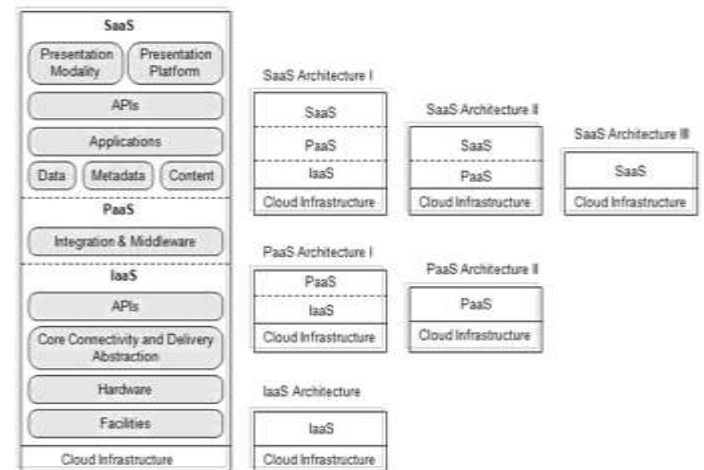 SaaS
Presentation Modality
Presentation Platform
APIs
Applications
Data
Metadata
Content
PaaS
Integration & Middleware
IaaS
APIs
Core Connectivity and Delivery
Abstraction
Hardware
Facilities
Cloud Infrastructure
SaaS Architecture I
SaaS
PaaS
IaaS
Cloud Infrastructure
SaaS Architecture II
SaaS
PaaS
Cloud Infrastructure
SaaS Architecture III
SaaS
Cloud Infrastructure
PaaS Architecture I
PaaS
IaaS
Cloud Infrastructure
PaaS Architecture II
PaaS
Cloud Infrastructure
IaaS Architecture
IaaS
Cloud Infrastructure